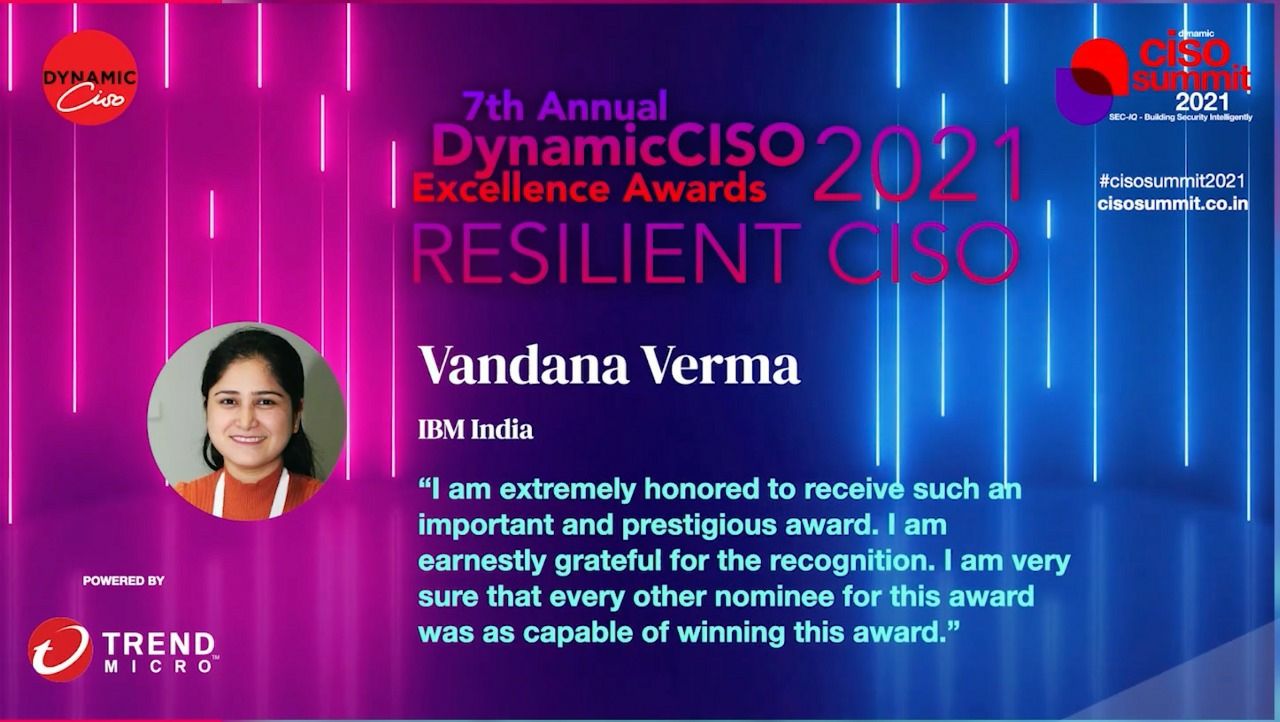 DYNAMIC
Ciso
7th Annual
DynamicCISO
Excellence Awards
2021
RESILIENT CISO
dynamic
ciso
summit
2021
SEC-IQ - Building Security Intelligently
#cisosummit2021
cisosummit.co.in
Vandana Verma
IBM India
“I am extremely honored to receive such an
important and prestigious award. I am
earnestly grateful for the recognition. I am very
sure that every other nominee for this award
was as capable of winning this award.”
POWERED BY
TREND
MICRO™